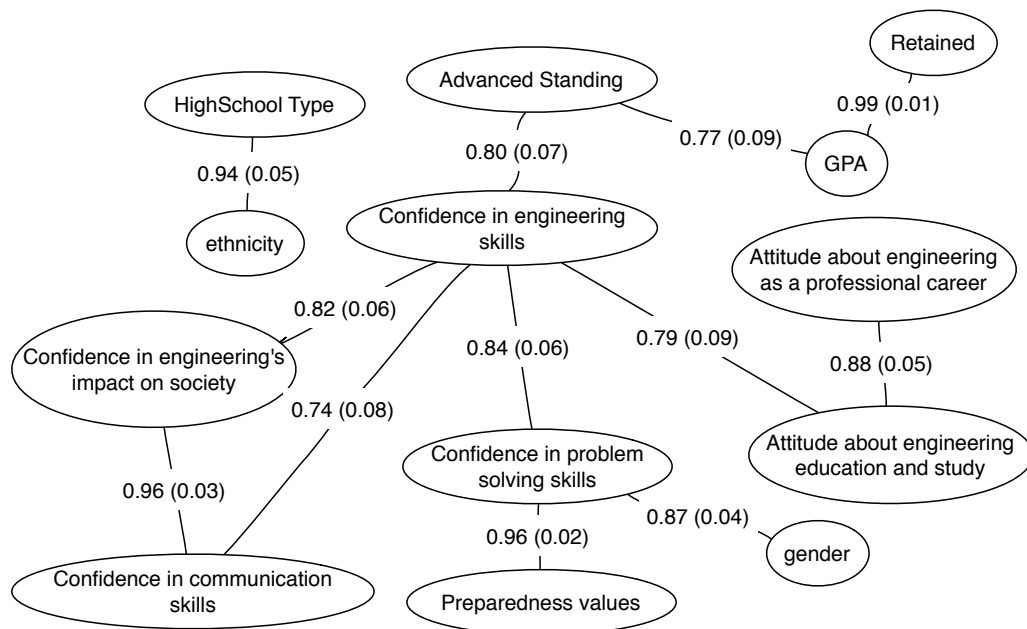 Retained
Advanced Standing
HighSchool Type
0.99 (0.01)
0.77 (0.09)
0.80 (0.07)
GPA
0.94 (0.05)
Confidence in engineering
skills
ethnicity
Attitude about engineering
as a professional career
0.82 (0.06)
0.84 (0.06)
0.79 (0.09)
Confidence in engineering's
impact on society
0.88 (0.05)
0.74 (0.08)
Confidence in problem
solving skills
Attitude about engineering
education and study
0.96 (0.03)
0.87 (0.04)
0.96 (0.02)
gender
Confidence in communication
skills
Preparedness values